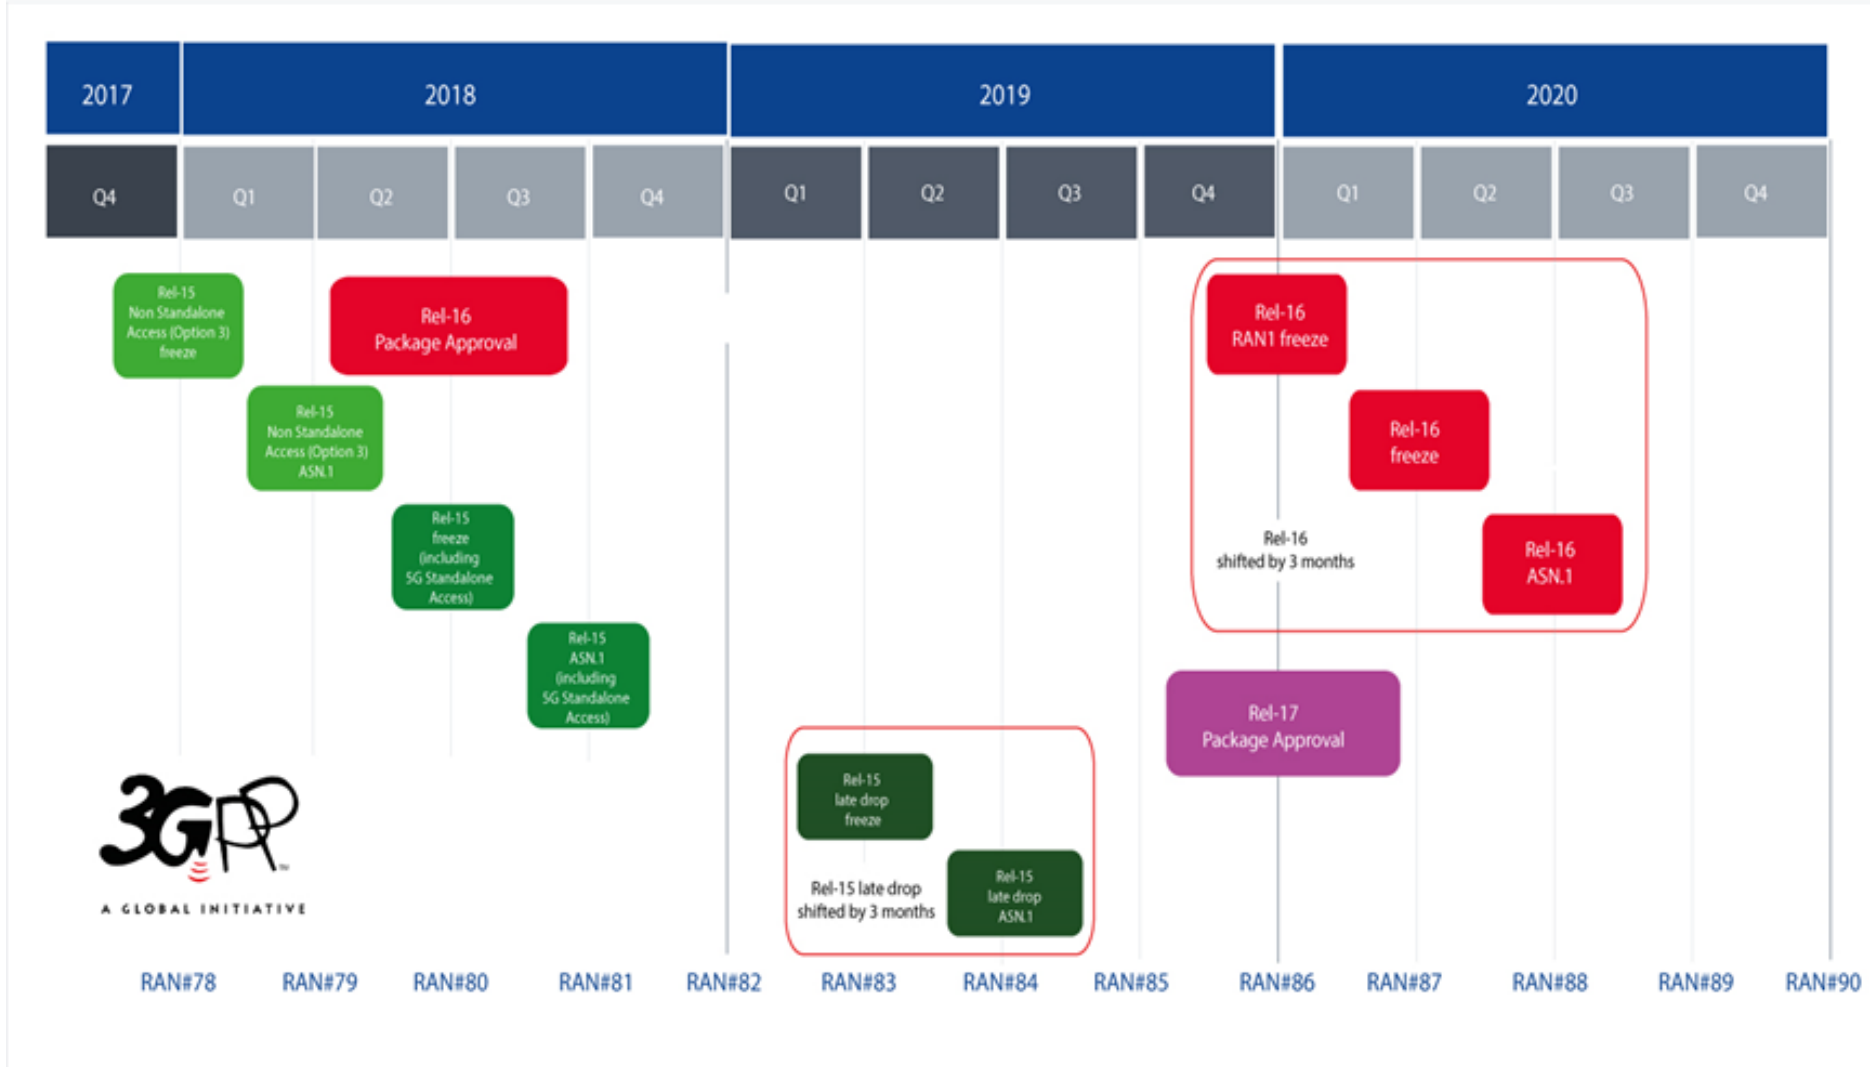 2017
2018
2019
2020
Q4
Q1
Q2
Q3
Q4
Q1
Q2
Q3
Q4
Q1
Q2
Q3
Q4
Rel-15
Non Standalone
Access (Option 3)
freeze
Rel-16
Package Approval
Rel-16
RAN1 freeze
Rel-15
Non Standalone
Access (Option 3)
ASN.1
Rel-16
freeze
Rel-15
freeze
(including
5G Standalone
Access)
Rel-16
shifted by 3 months
Rel-16
ASN.1
Rel-15
ASN.1
(including
5G Standalone
Access)
Rel-17
Package Approval
Rel-15
late drop
freeze
Rel-15 late drop
shifted by 3 months
Rel-15
late drop
ASN.1
3GPP
TM
A GLOBAL INITIATIVE
RAN#78
RAN#79
RAN#80
RAN#81
RAN#82
RAN#83
RAN#84
RAN#85
RAN#86
RAN#87
RAN#88
RAN#89
RAN#90